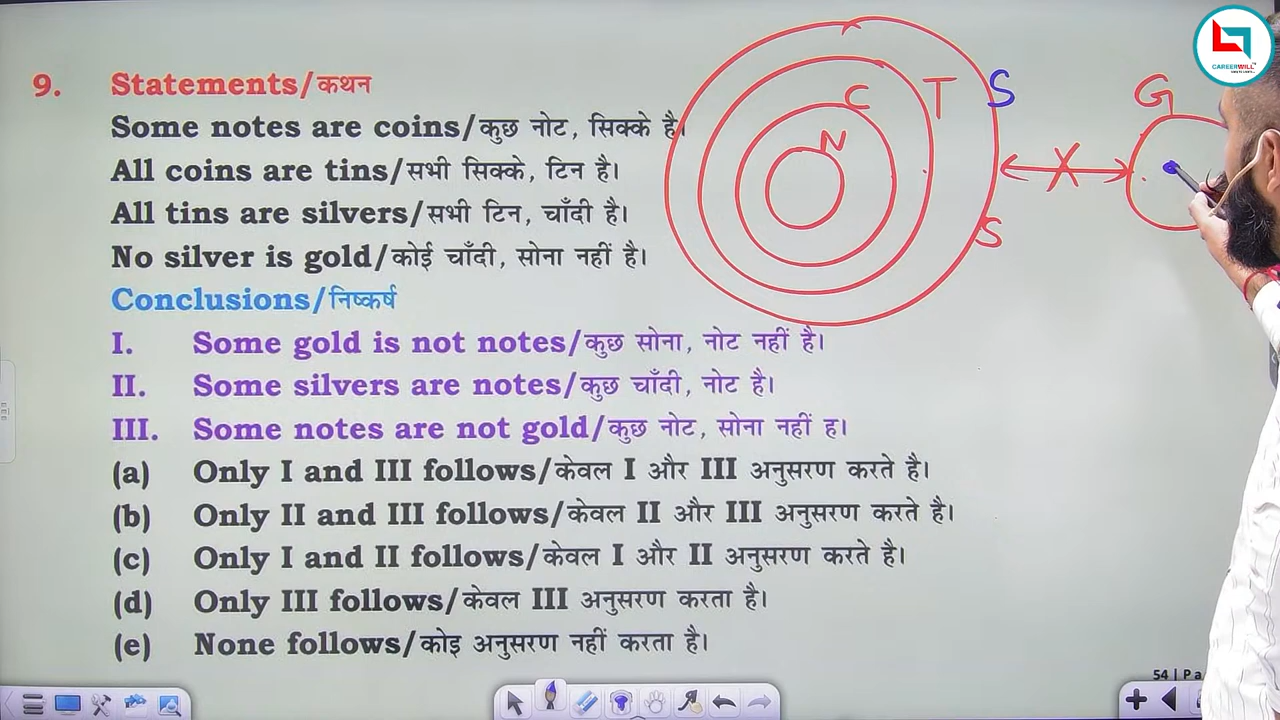 CAREERWILL
9. Statements/कथन
Some notes are coins/कुछ नोट, सिक्के है।
All coins are tins/सभी सिक्के, टिन है।
All tins are silvers/सभी टिन, चाँदी है।
No silver is gold/कोई चाँदी, सोना नहीं है।
Conclusions/निष्कर्ष
I. Some gold is not notes/कुछ सोना, नोट नहीं है।
II. Some silvers are notes/कुछ चाँदी, नोट है।
III. Some notes are not gold/कुछ नोट, सोना नहीं ह।
(a) Only I and III follows/केवल I और III अनुसरण करते है।
(b) Only II and III follows/केवल II और III अनुसरण करते है।
(c) Only I and II follows/केवल I और II अनुसरण करते है।
(d) Only III follows/केवल III अनुसरण करता है।
(e) None follows/कोइ अनुसरण नहीं करता है।
N C T S G
S
54 | Pa